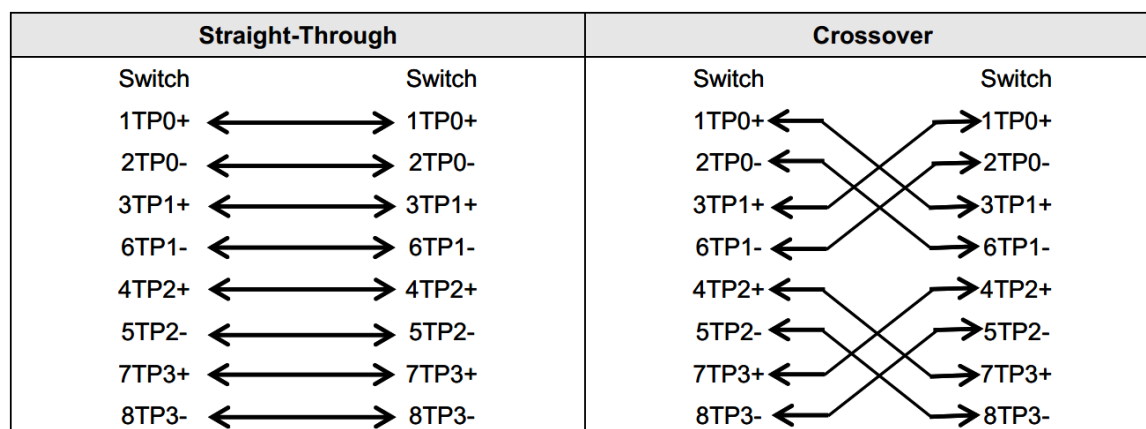 Straight-Through Crossover
Switch Switch Switch Switch
1TP0+ 1TP0+ 1TP0+ 1TP0+
2TP0- 2TP0- 2TP0- 2TP0-
3TP1+ 3TP1+ 3TP1+ 3TP1+
6TP1- 6TP1- 6TP1- 6TP1-
4TP2+ 4TP2+ 4TP2+ 4TP2+
5TP2- 5TP2- 5TP2- 5TP2-
7TP3+ 7TP3+ 7TP3+ 7TP3+
8TP3- 8TP3- 8TP3- 8TP3-